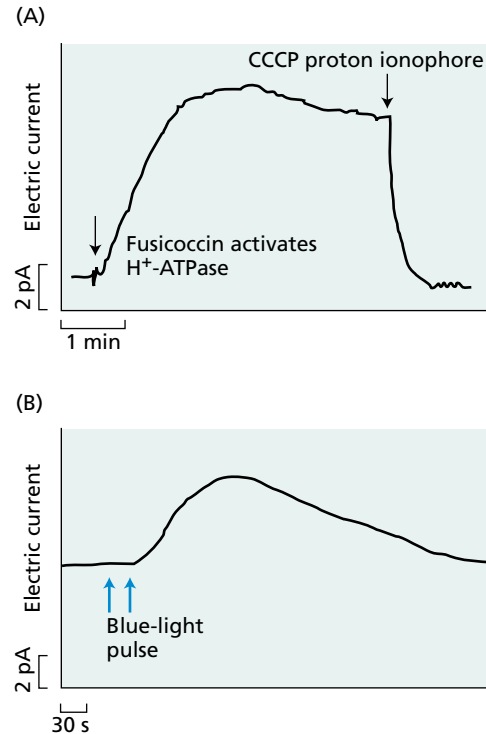 (A)
Electric current
CCCP proton ionophore
Fusicoccin activates
H⁺-ATPase
2 pA
1 min
(B)
Electric current
Blue-light
pulse
2 pA
30 s